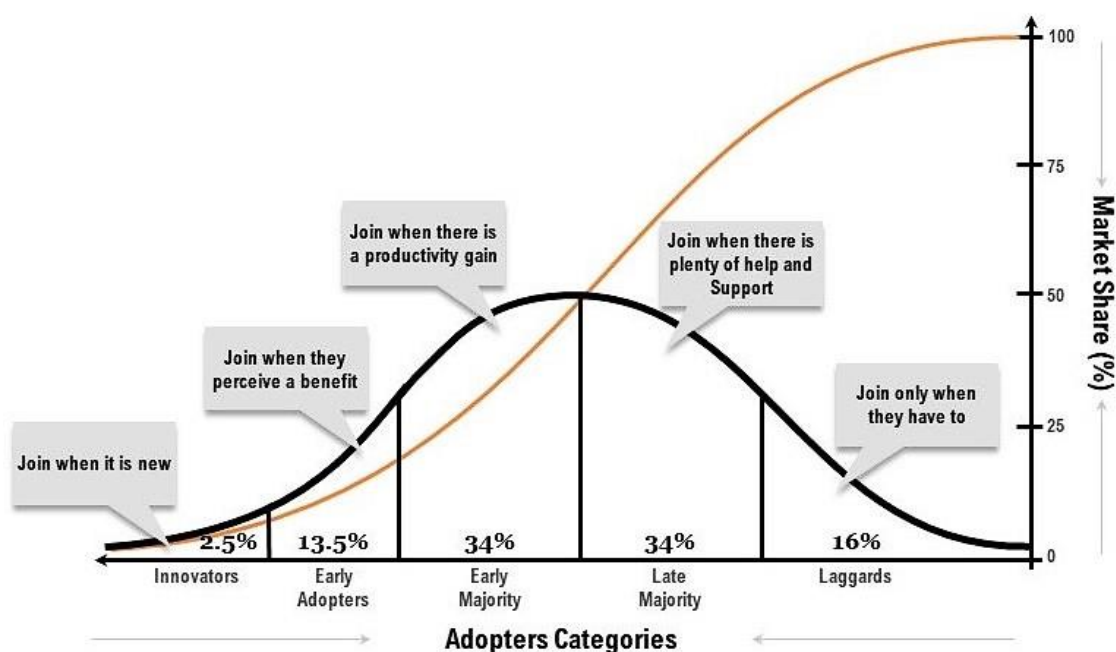 100
75
Join when there is
a productivity gain
Join when there is
plenty of help and
Support
Market Share (%)
50
Join when they
perceive a benefit
Join only when
they have to
25
Join when it is new
2.5%
13.5%
34%
34%
16%
0
Innovators
Early
Adopters
Early
Majority
Late
Majority
Laggards
Adopters Categories